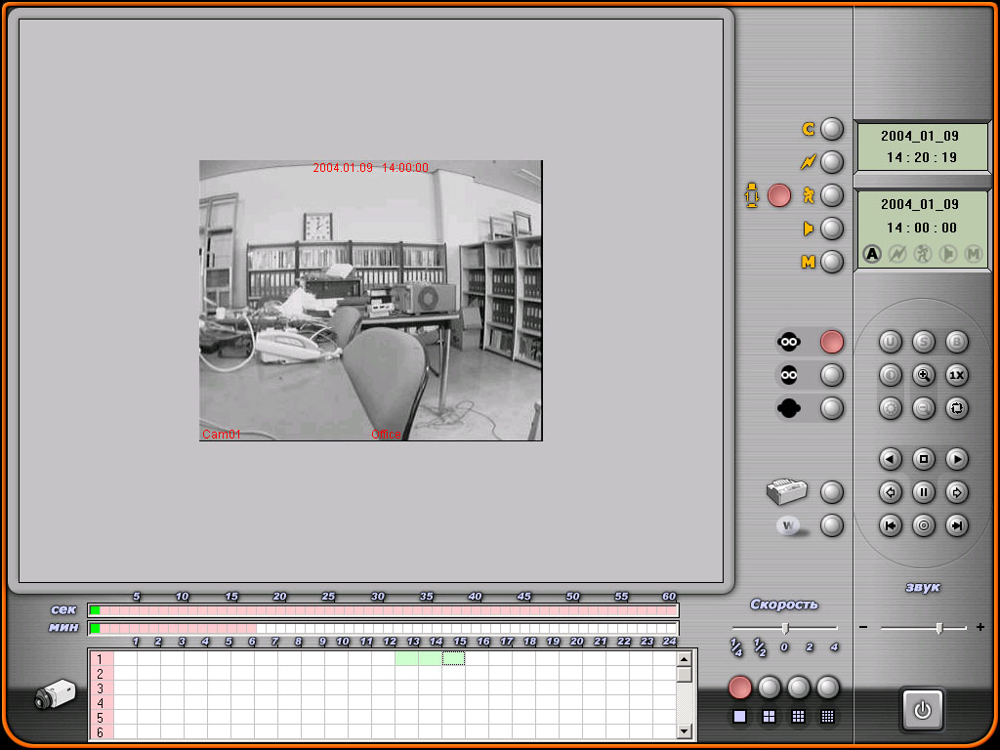 2004.01.09 14:00:00
Cam01 Office
C
2004_01_09
14:20:19
2004_01_09
14:00:00
A M
M
U S B
1X
W
звук
5 10 15 20 25 30 35 40 45 50 55 60
сек
мин
1 2 3 4 5 6 7 8 9 10 11 12 13 14 15 16 17 18 19 20 21 22 23 24
Скорость
- +
1/4 1/2 0 2 4
1
2
3
4
5
6